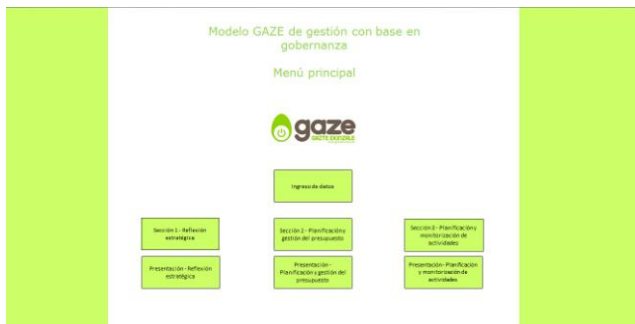 Modelo GAZE de gestión con base en
gobernanza
Menú principal
gaze
GAZTE EKINTZAILE
Ingreso de datos
Sección 1 - Reflexión
estratégica
Sección 2 - Planificación y
gestión del presupuesto
Sección 3 - Planificación y
monitorización de
actividades
Presentación - Reflexión
estratégica
Presentación -
Planificación y gestión del
presupuesto
Presentación - Planificación
y monitorización de
actividades